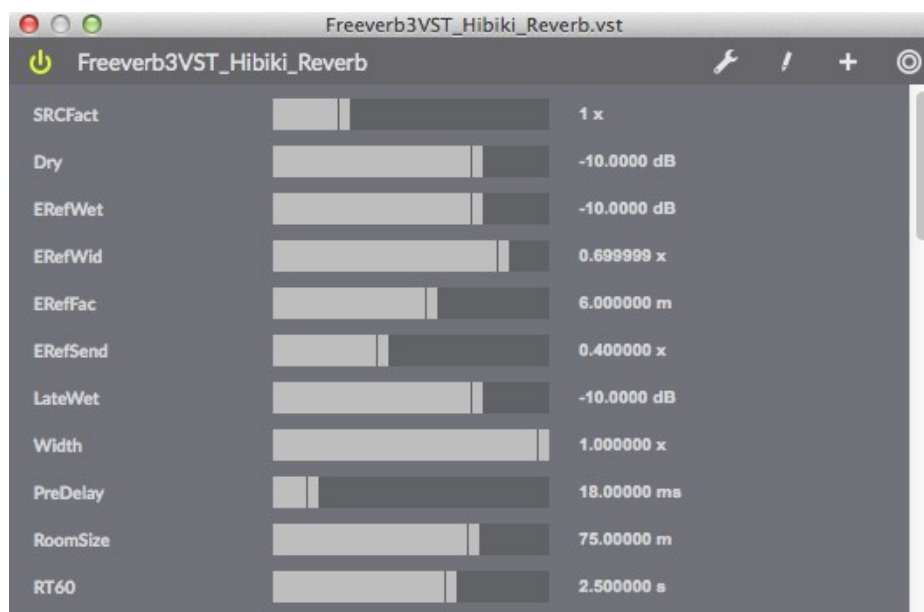 Freeverb3VST_Hibiki_Reverb.vst
Freeverb3VST_Hibiki_Reverb
SRCFact 1 x
Dry -10.0000 dB
ERefWet -10.0000 dB
ERefWid 0.699999 x
ERefFac 6.000000 m
ERefSend 0.400000 x
LateWet -10.0000 dB
Width 1.000000 x
PreDelay 18.00000 ms
RoomSize 75.00000 m
RT60 2.500000 s